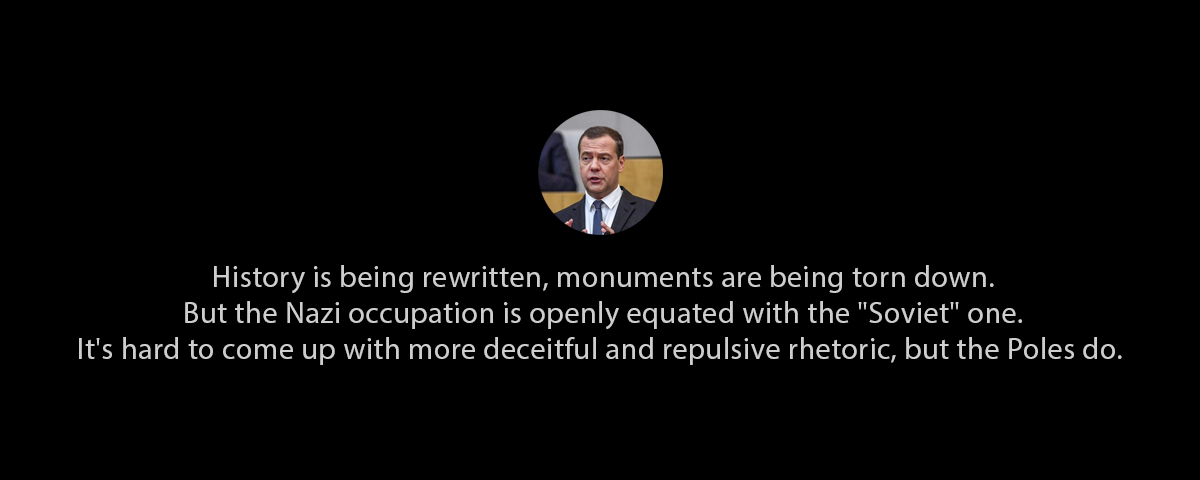 History is being rewritten, monuments are being torn down.
But the Nazi occupation is openly equated with the "Soviet" one.
It's hard to come up with more deceitful and repulsive rhetoric, but the Poles do.